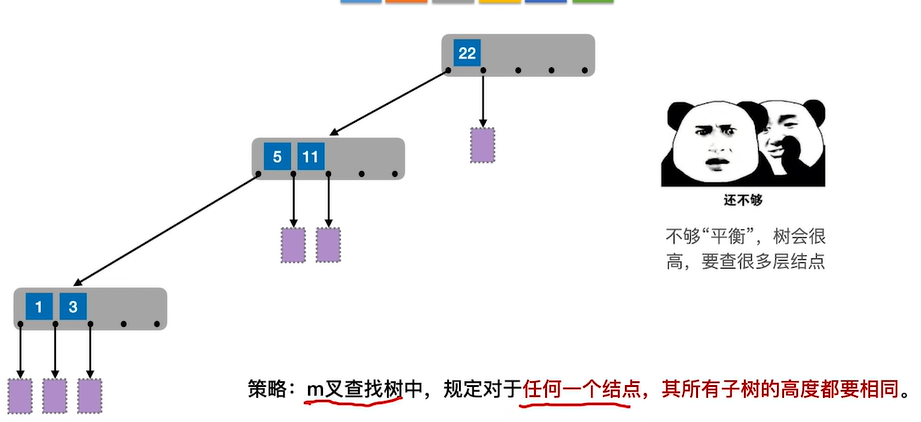 22
5 11
1 3
还不够
不够“平衡”，树会很
高，要查很多层结点
策略：m叉查找树中，规定对于任何一个结点，其所有子树的高度都要相同。